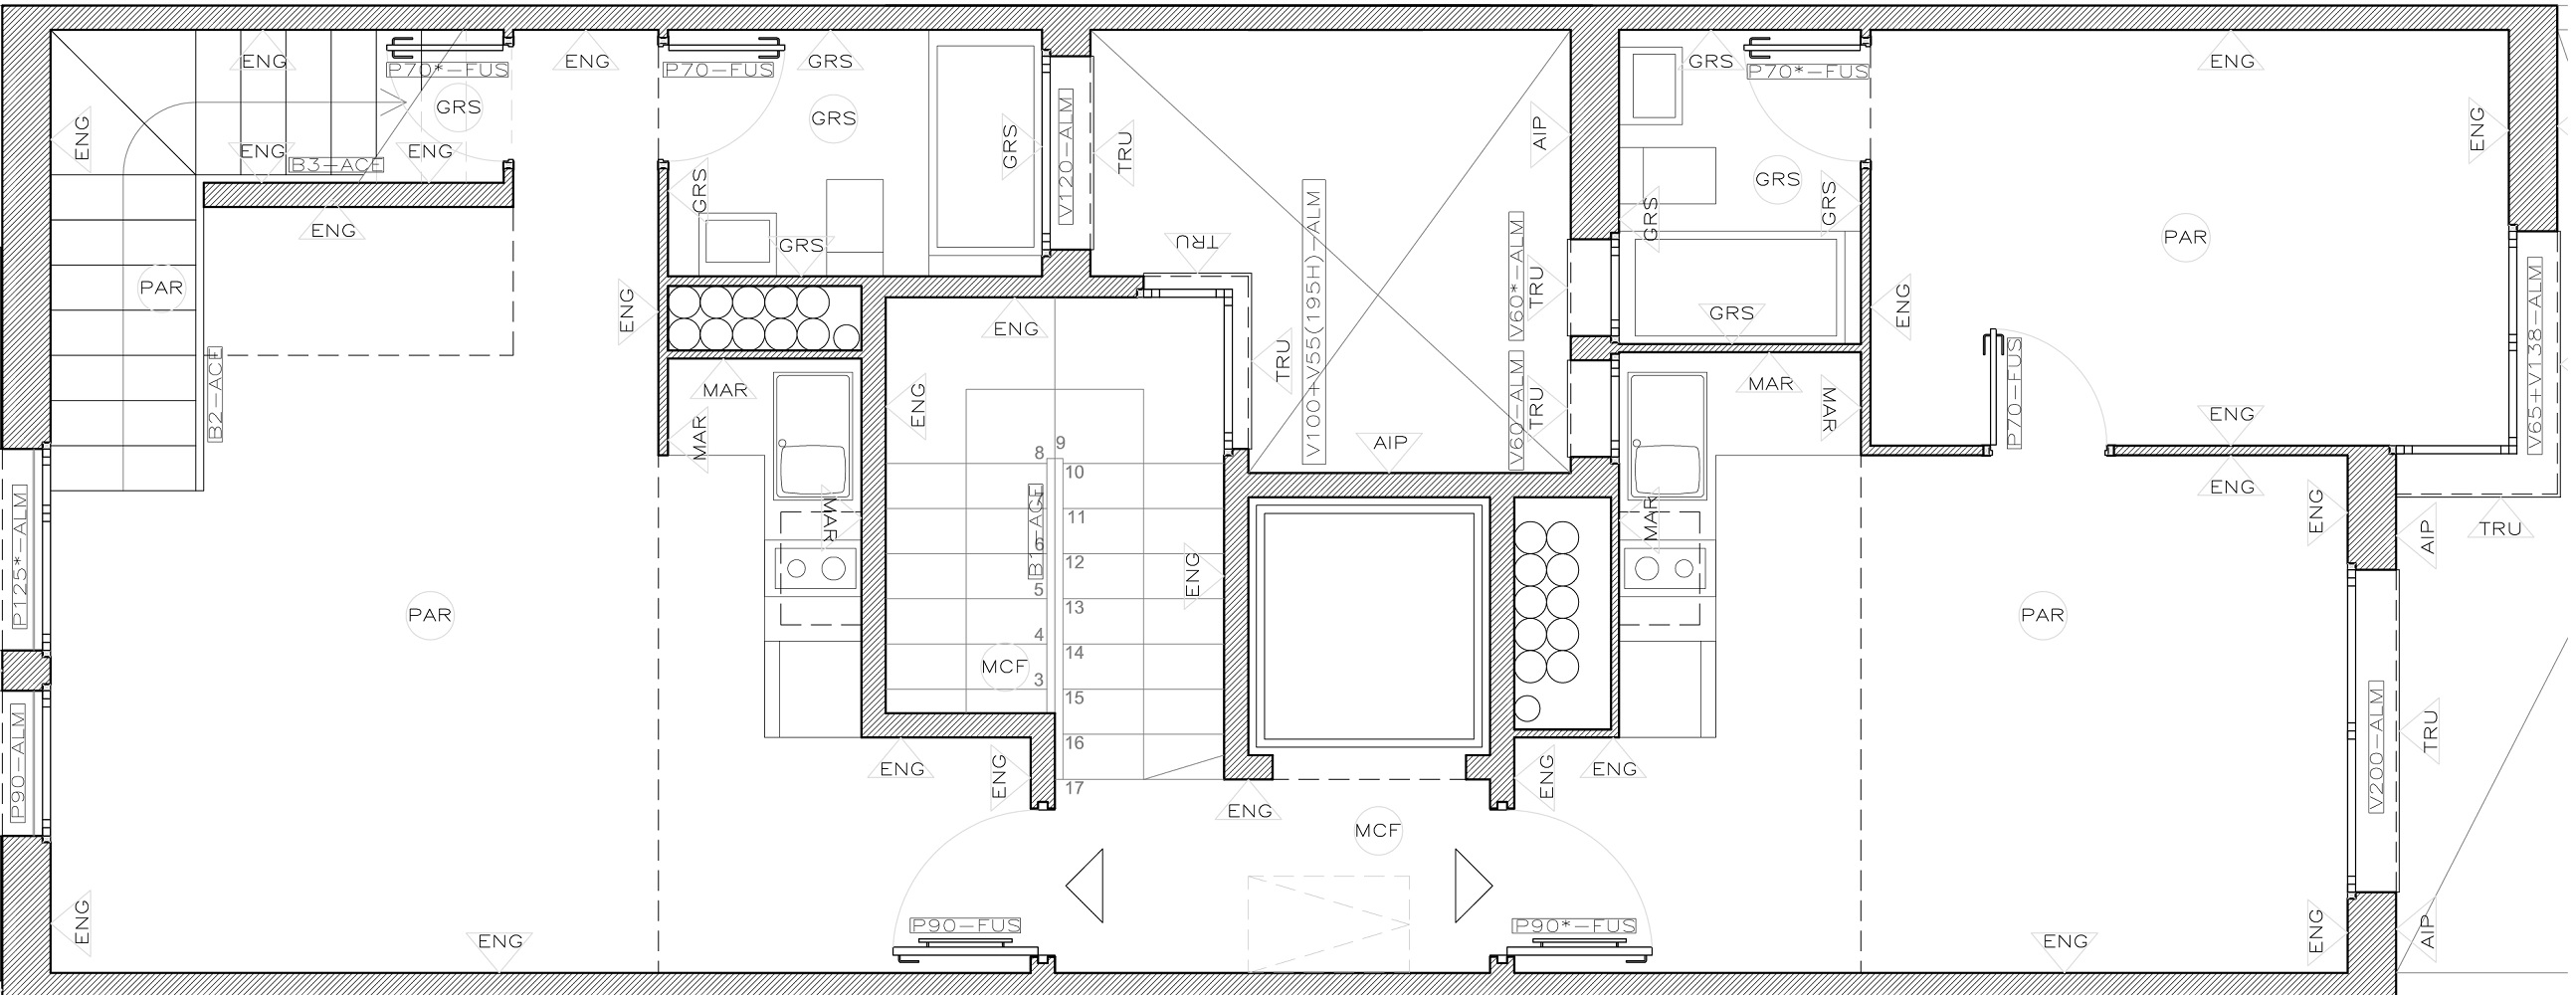 ENG
P70*-FUS
ENG
P70-FUS
GRS
GRS
P70*-FUS
ENG
GRS
GRS
V120-ALM
AIP
ENG
ENG
GRS
TRU
ENG
ENG
B3-ACE
ENG
GRS
GRS
GRS
GRS
ENG
GRS
TRU
PAR
PAR
V100+V55(195H)-ALM
V60*-ALM
TRU
ENG
ENG
TRU
GRS
ENG
V65+V138-ALM
B2-ACE
MAR
ENG
V60-ALM
TRU
MAR
MAR
P70-FUS
ENG
MAR
AIP
ENG
8
9
10
7
B1-ACE
11
6
12
5
13
4
14
3
15
16
17
P125*-ALM
MAR
ENG
MAR
ENG
AIP
TRU
PAR
MCF
PAR
P90-ALM
ENG
ENG
ENG
ENG
ENG
V200-ALM
TRU
MCF
ENG
ENG
P90-FUS
P90*-FUS
ENG
ENG
AIP